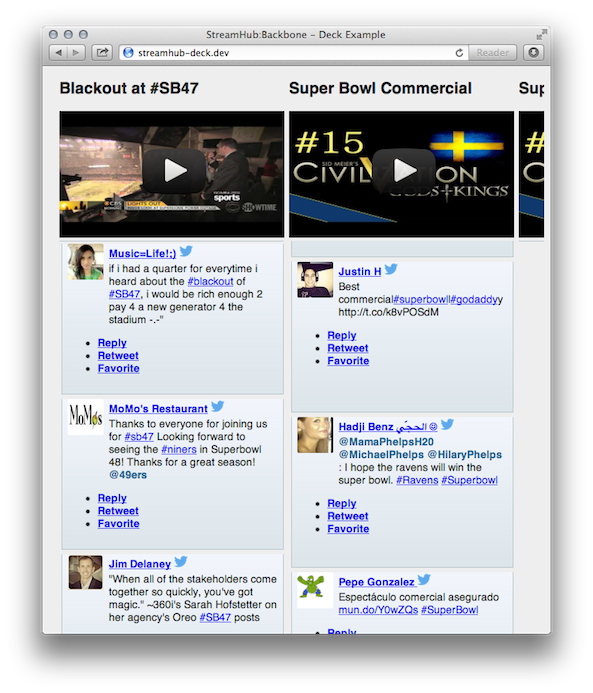 StreamHub:Backbone – Deck Example
streamhub-deck.dev
Reader
Blackout at #SB47
Super Bowl Commercial
Sup
CBS
LIGHTS OUT
sports
SHOWTIME
#15
SID MEIER'S
CIVILIZATION
GODS + KINGS
#
C
Music=Life!;)
if i had a quarter for everytime i
heard about the #blackout of
#SB47, i would be rich enough 2
pay 4 a new generator 4 the
stadium -.-"
Reply
Retweet
Favorite
MoMo's
MoMo's Restaurant
Thanks to everyone for joining us
for #sb47 Looking forward to
seeing the #niners in Superbowl
48! Thanks for a great season!
@49ers
Reply
Retweet
Favorite
Jim Delaney
"When all of the stakeholders come
together so quickly, you've got
magic." ~360i's Sarah Hofstetter on
her agency's Oreo #SB47 posts
Justin H
Best
commercial#superbowl#godaddyy
http://t.co/k8vPOSdM
Reply
Retweet
Favorite
Hadji Benz الحجّي ☺
@MamaPhelpsH20
@MichaelPhelps @HilaryPhelps
: I hope the ravens will win the
super bowl. #Ravens #Superbowl
Reply
Retweet
Favorite
Pepe Gonzalez
Espectáculo comercial asegurado
mun.do/Y0wZQs #SuperBowl
Reply